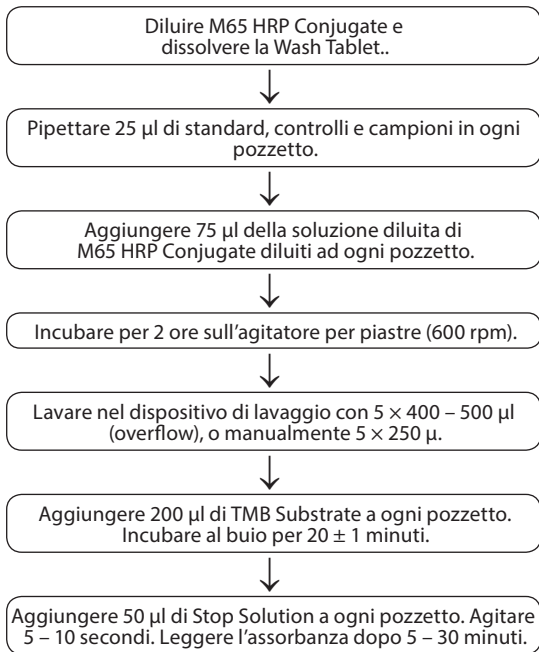 Diluire M65 HRP Conjugate e
dissolvere la Wash Tablet..
Pipettare 25 µl di standard, controlli e campioni in ogni
pozzetto.
Aggiungere 75 µl della soluzione diluita di
M65 HRP Conjugate diluiti ad ogni pozzetto.
Incubare per 2 ore sull’agitatore per piastre (600 rpm).
Lavare nel dispositivo di lavaggio con 5 × 400 – 500 µl
(overflow), o manualmente 5 × 250 µ.
Aggiungere 200 µl di TMB Substrate a ogni pozzetto.
Incubare al buio per 20 ± 1 minuti.
Aggiungere 50 µl di Stop Solution a ogni pozzetto. Agitare
5 – 10 secondi. Leggere l’assorbanza dopo 5 – 30 minuti.